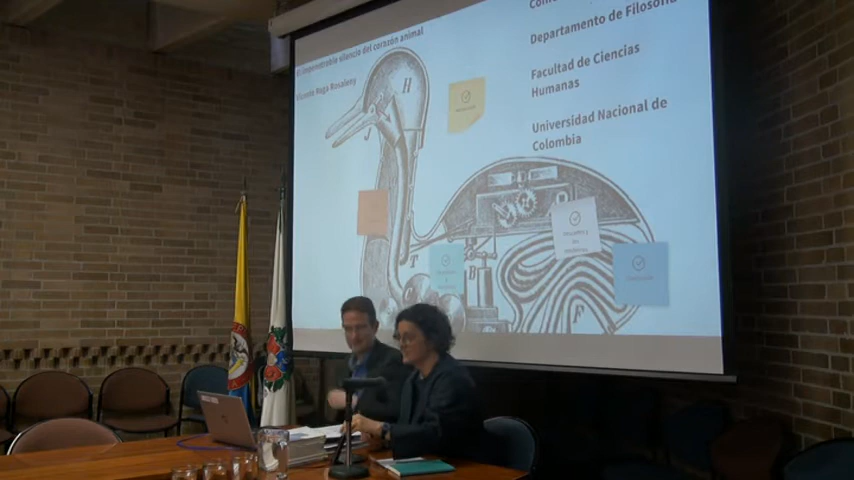 El impenetrable silencio del corazón animal
Vicente Raga Rosaleny
Departamento de Filosofía
Facultad de Ciencias
Humanas
Universidad Nacional de
Colombia
H
J
T
B
C
F